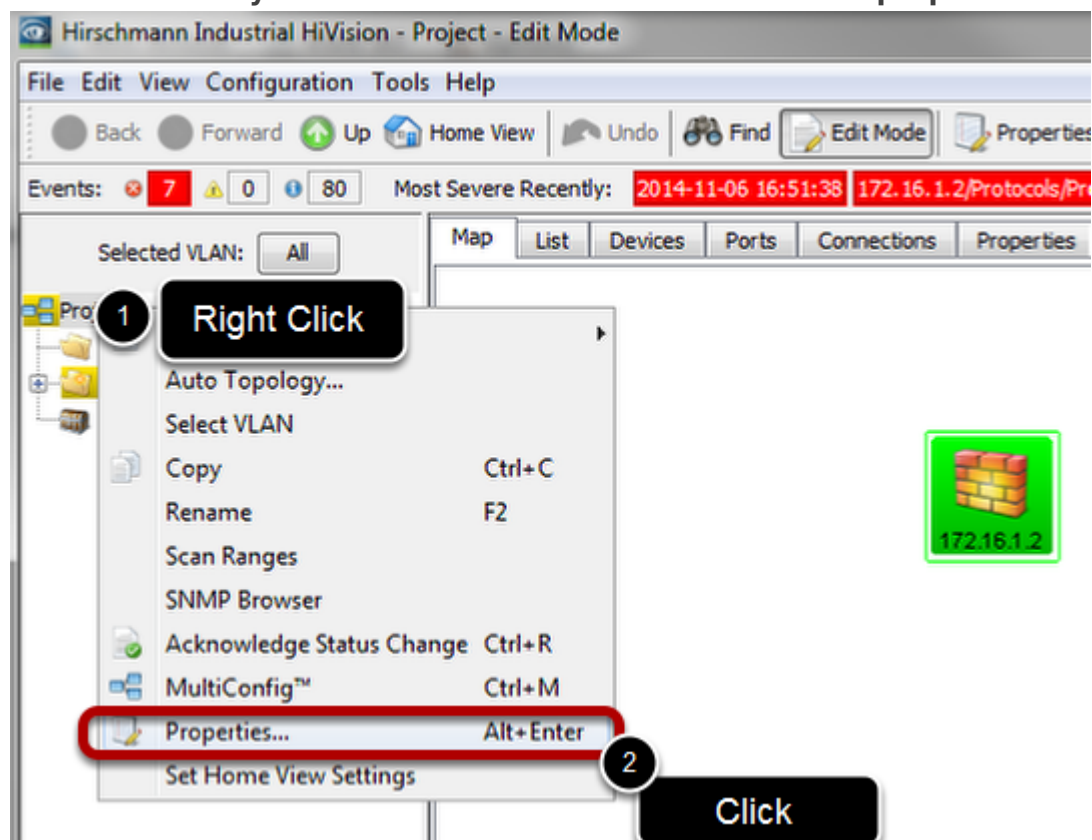 Hirschmann Industrial HiVision - Project - Edit Mode
File Edit View Configuration Tools Help
Back Forward Up Home View Undo Find Edit Mode Properties
Events: 7 0 80 Most Severe Recently: 2014-11-06 16:51:38 172.16.1.2/Protocols/Pr
Selected VLAN: All
Map List Devices Ports Connections Properties
Proj 1 Right Click
Auto Topology...
Select VLAN
Copy Ctrl+C
Rename F2
172.16.1.2
Scan Ranges
SNMP Browser
Acknowledge Status Change Ctrl+R
MultiConfig™ Ctrl+M
Properties... Alt+Enter
2
Set Home View Settings
Click